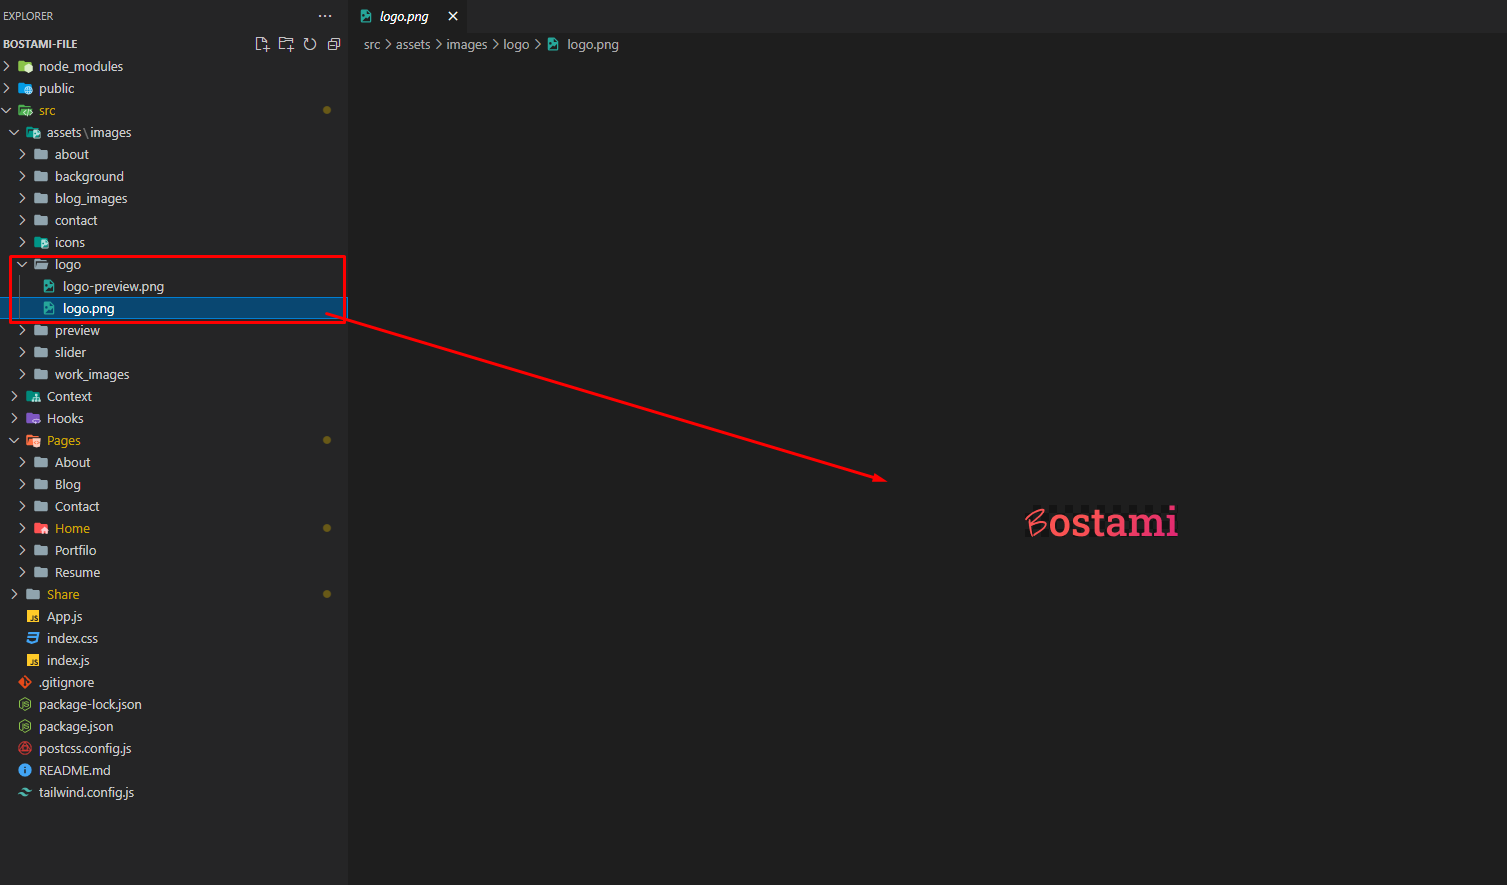 EXPLORER
BOSTAMI-FILE
node_modules
public
src
assets\images
about
background
blog_images
contact
icons
logo
logo-preview.png
logo.png
preview
slider
work_images
Context
Hooks
Pages
About
Blog
Contact
Home
Portfilo
Resume
Share
App.js
index.css
index.js
.gitignore
package-lock.json
package.json
postcss.config.js
README.md
tailwind.config.js
logo.png
src > assets > images > logo > logo.png
Bostami